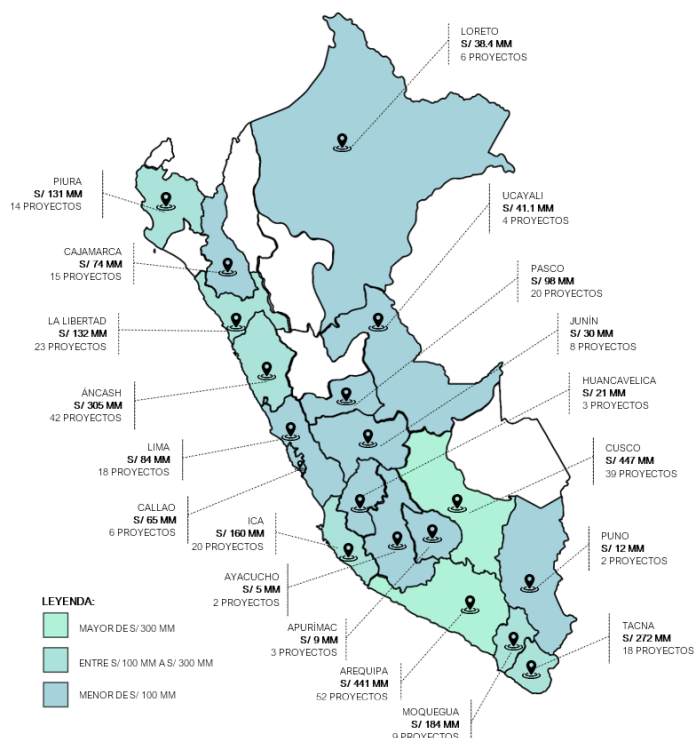 LORETO
S/ 38.4 MM
6 PROYECTOS
PIURA
S/ 131 MM
14 PROYECTOS
UCAYALI
S/ 41.1 MM
4 PROYECTOS
CAJAMARCA
S/ 74 MM
15 PROYECTOS
PASCO
S/ 98 MM
20 PROYECTOS
LA LIBERTAD
S/ 132 MM
23 PROYECTOS
JUNÍN
S/ 30 MM
8 PROYECTOS
ÁNCASH
S/ 305 MM
42 PROYECTOS
HUANCAVELICA
S/ 21 MM
3 PROYECTOS
LIMA
S/ 84 MM
18 PROYECTOS
CUSCO
S/ 447 MM
39 PROYECTOS
CALLAO
S/ 65 MM
6 PROYECTOS
ICA
S/ 160 MM
20 PROYECTOS
PUNO
S/ 12 MM
2 PROYECTOS
AYACUCHO
S/ 5 MM
2 PROYECTOS
APURÍMAC
S/ 9 MM
3 PROYECTOS
TACNA
S/ 272 MM
18 PROYECTOS
AREQUIPA
S/ 441 MM
52 PROYECTOS
MOQUEGUA
S/ 184 MM
9 PROYECTOS
LEYENDA:
MAYOR DE S/ 300 MM
ENTRE S/ 100 MM A S/ 300 MM
MENOR DE S/ 100 MM